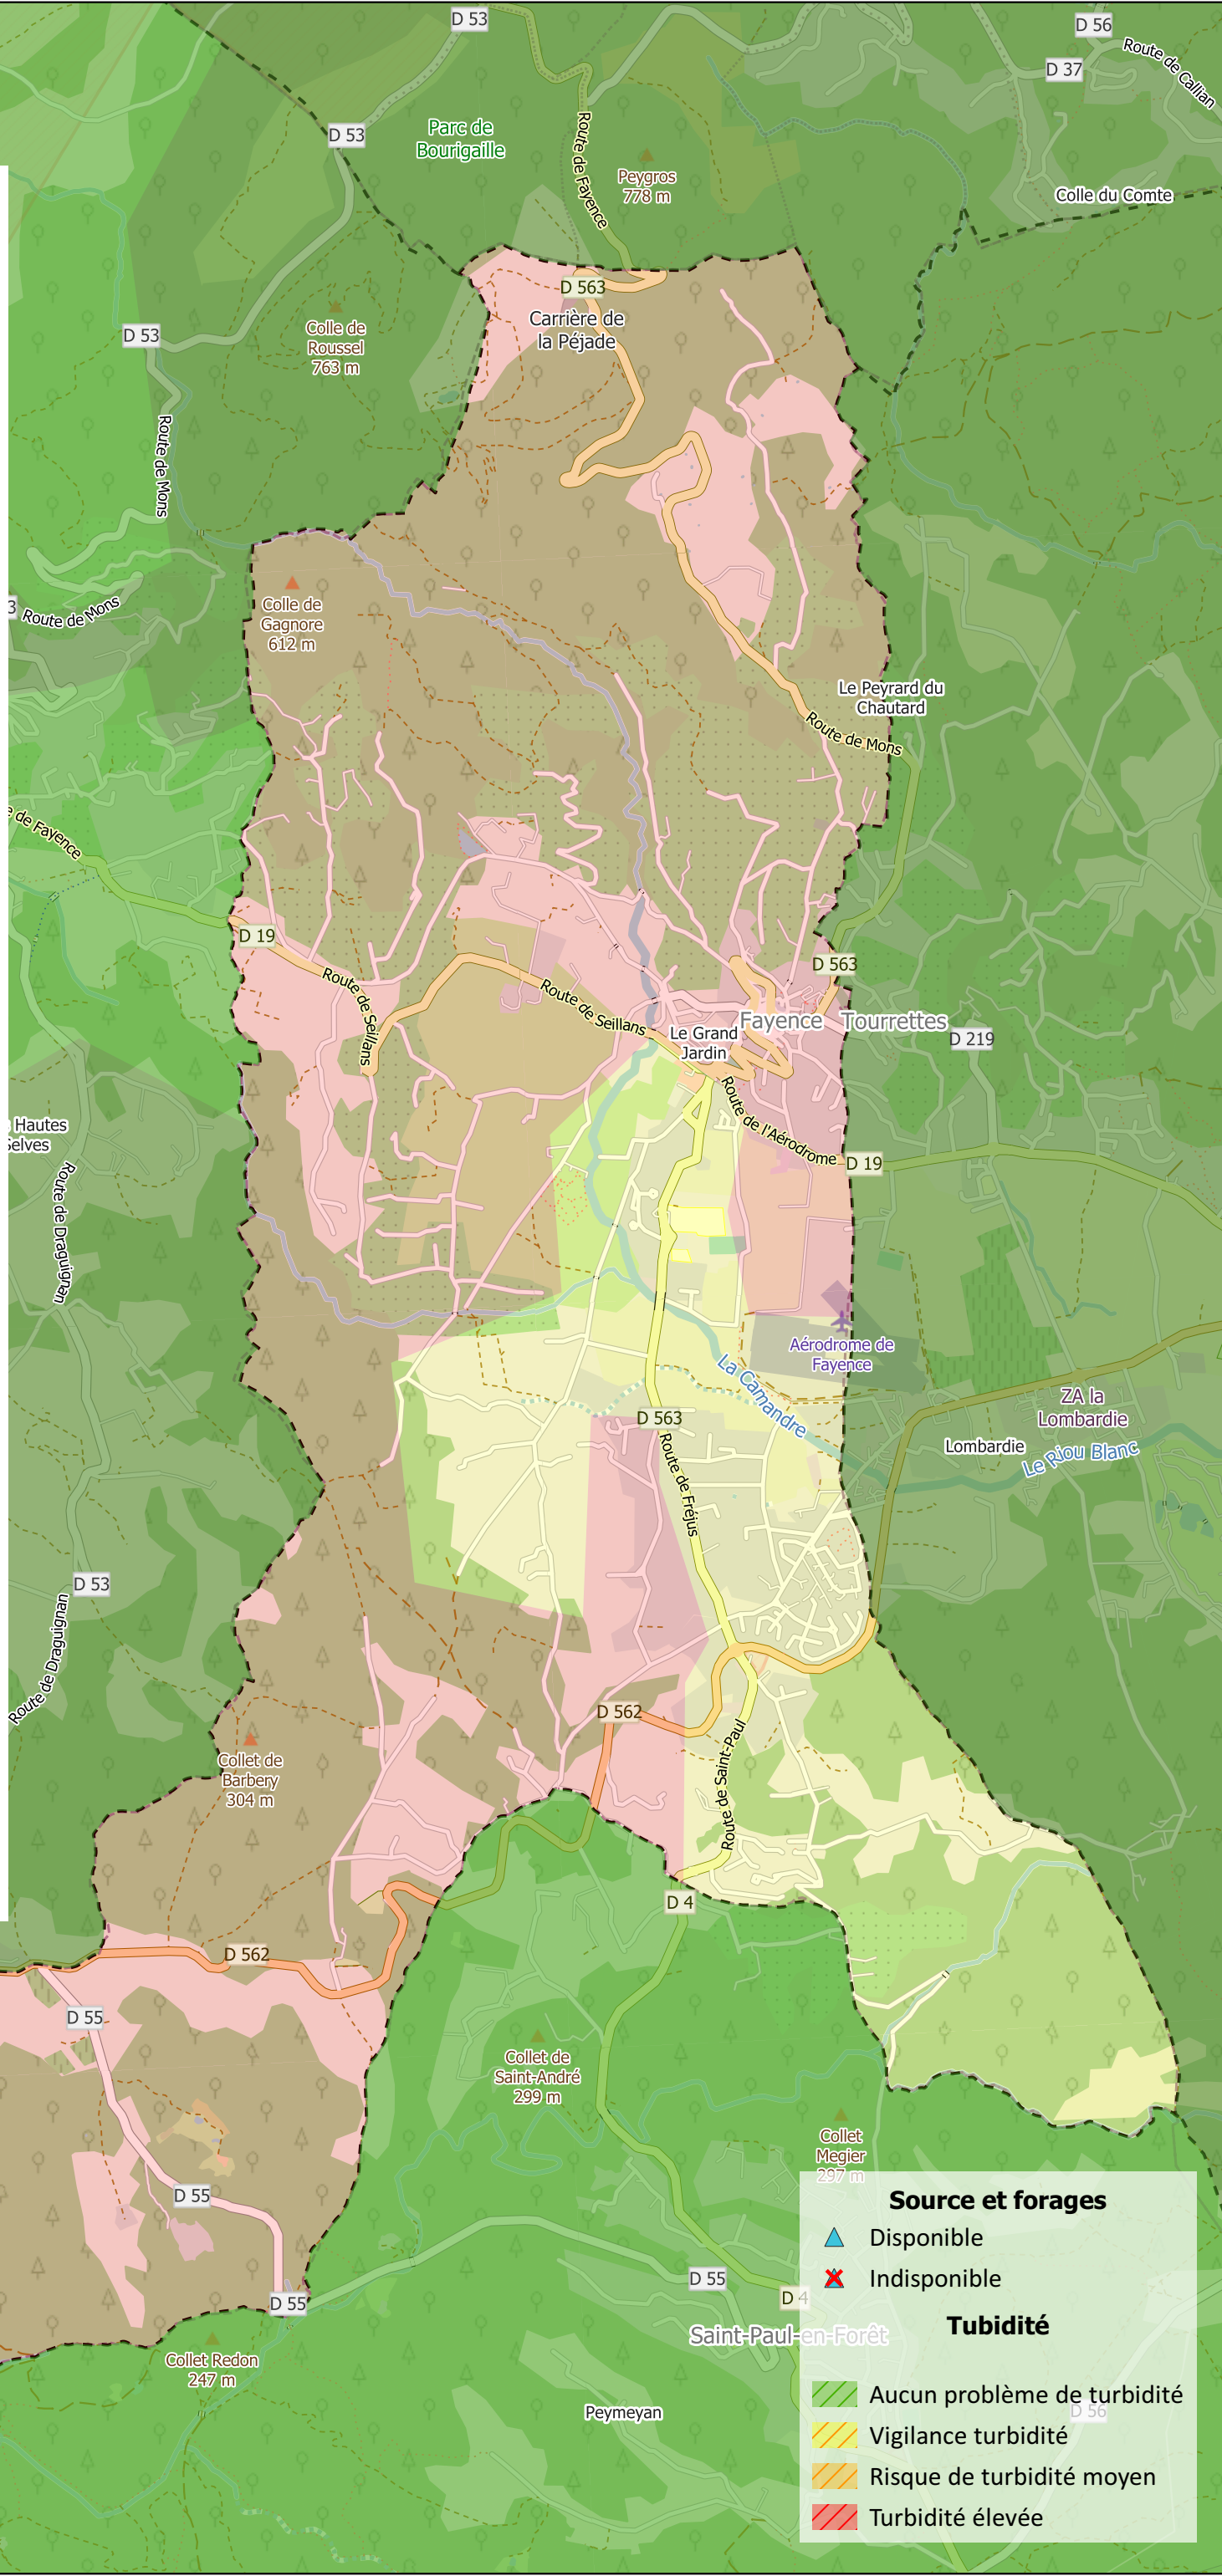 D 53
D 56
D 37
Route de Callian
Parc de
Bourigaille
D 53
Route de Fayence
Peygros
778 m
Colle du Comte
D 563
Carrière de
la Péjade
D 53
Colle de
Roussel
763 m
Route de Mons
Colle de
Gagnore
612 m
3
Route de Mons
Le Peyrard du
Chautard
Route de Mons
e de Fayence
D 19
D 563
Route de Seillans
Route de Seillans
Fayence
Tourrettes
Le Grand
Jardin
D 219
Hautes
Selves
Route de l'Aérodrome
D 19
Route de Draguignan
Aérodrome de
Fayence
La Camandre
ZA la
Lombardie
D 563
Lombardie
Le Riou Blanc
Route de Fréjus
D 53
Route de Draguignan
D 562
Collet de
Barbery
304 m
Route de Saint-Paul
D 4
D 562
D 55
Collet de
Saint-André
299 m
Collet
Megier
297 m
D 55
D 55
D 55
D 4
Saint-Paul-en-Forêt
Collet Redon
247 m
Peymeyan
D 56
Source et forages
Disponible
Indisponible
Tubidité
Aucun problème de turbidité
Vigilance turbidité
Risque de turbidité moyen
Turbidité élevée